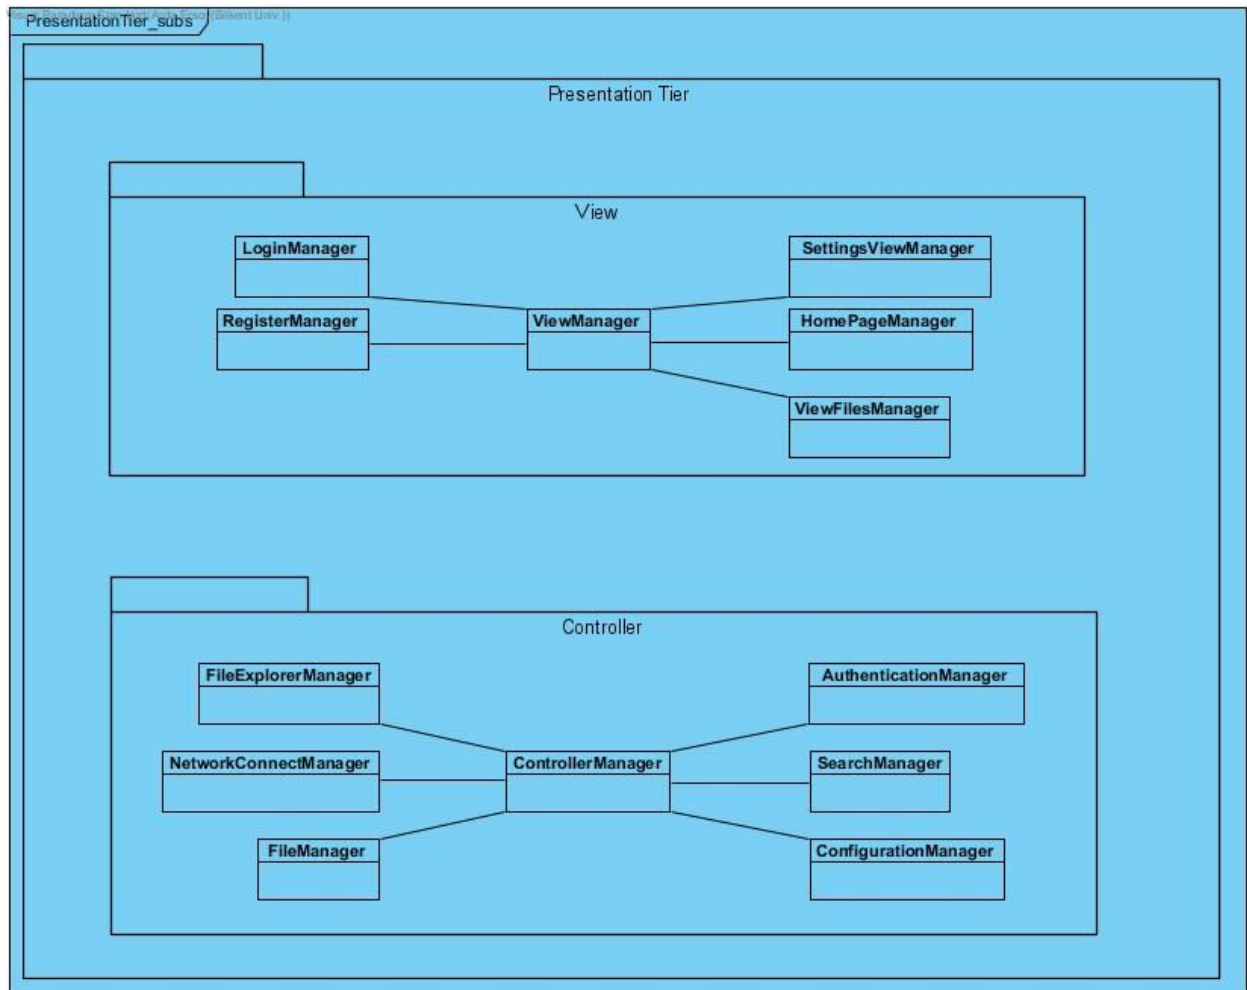 PresentationTier_subs
Presentation Tier
View
LoginManager
SettingsViewManager
RegisterManager
ViewManager
HomePageManager
ViewFilesManager
Controller
FileExplorerManager
AuthenticationManager
NetworkConnectManager
ControllerManager
SearchManager
FileManager
ConfigurationManager